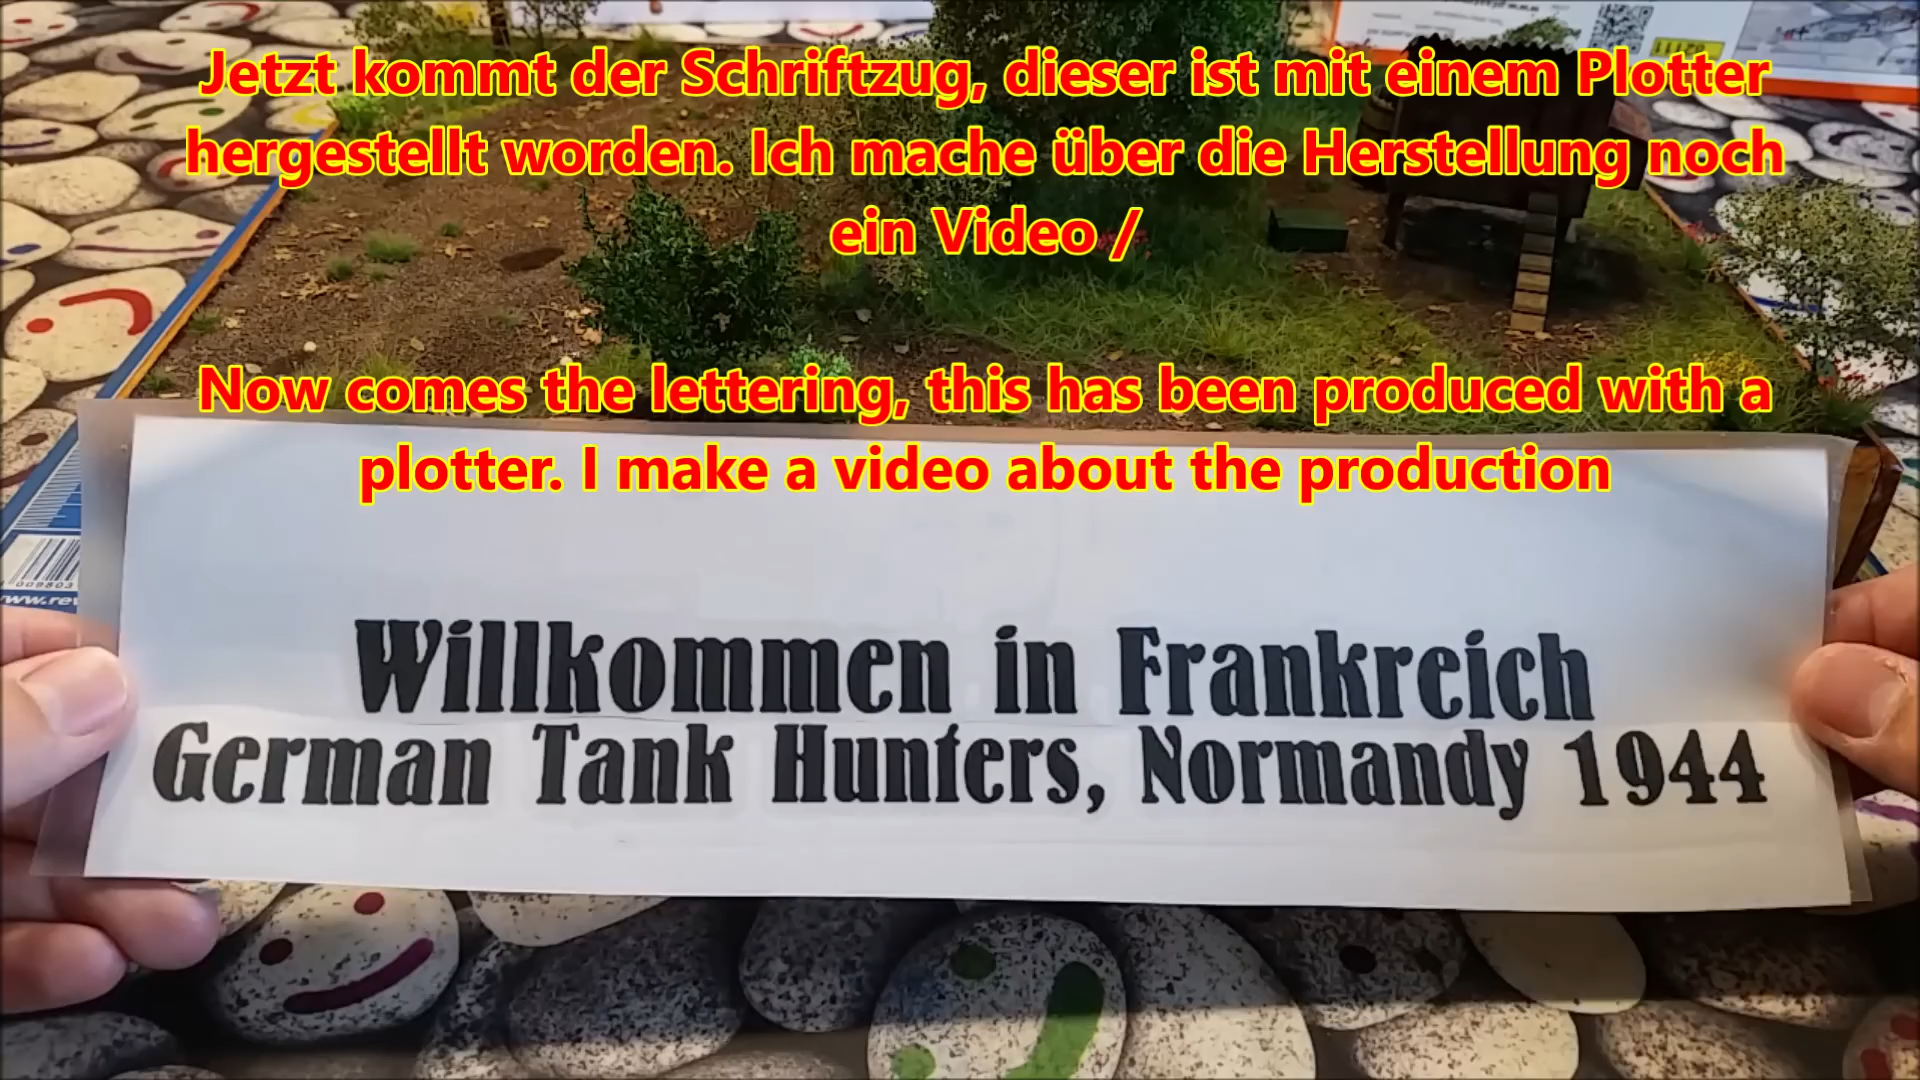 Jetzt kommt der Schriftzug, dieser ist mit einem Plotter
hergestellt worden. Ich mache über die Herstellung noch
ein Video /
Now comes the lettering, this has been produced with a
plotter. I make a video about the production
Willkommen in Frankreich
German Tank Hunters, Normandy 1944